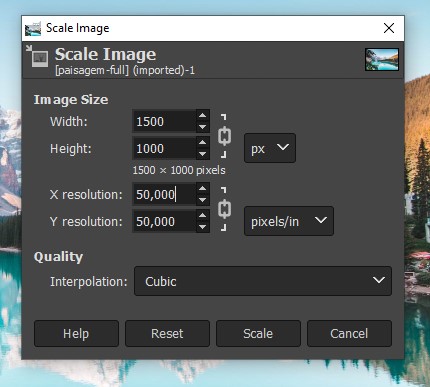 Scale Image
Scale Image
[paisagem-full] (imported)-1
Image Size
Width: 1500
Height: 1000 px
1500 × 1000 pixels
X resolution: 50,000
Y resolution: 50,000 pixels/in
Quality
Interpolation: Cubic
Help Reset Scale Cancel